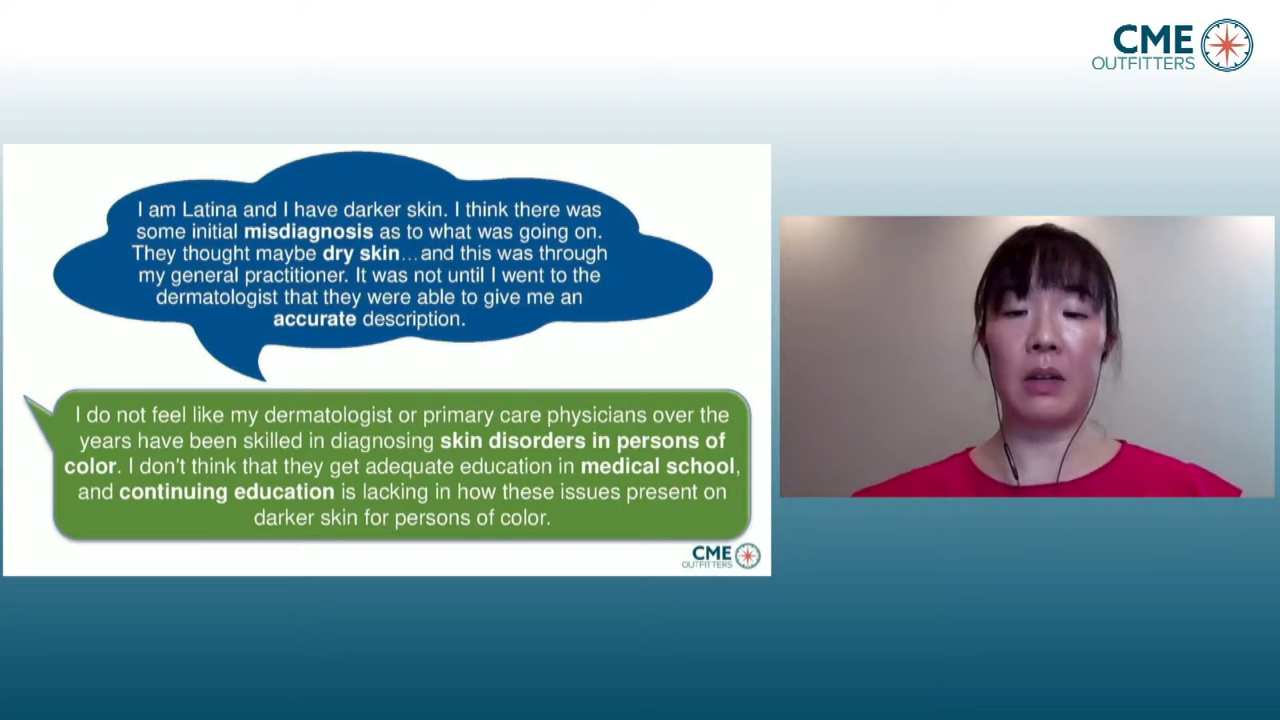 CME
OUTFITTERS
I am Latina and I have darker skin. I think there was
some initial misdiagnosis as to what was going on.
They thought maybe dry skin…and this was through
my general practitioner. It was not until I went to the
dermatologist that they were able to give me an
accurate description.
I do not feel like my dermatologist or primary care physicians over the
years have been skilled in diagnosing skin disorders in persons of
color. I don't think that they get adequate education in medical school,
and continuing education is lacking in how these issues present on
darker skin for persons of color.
CME
OUTFITTERS